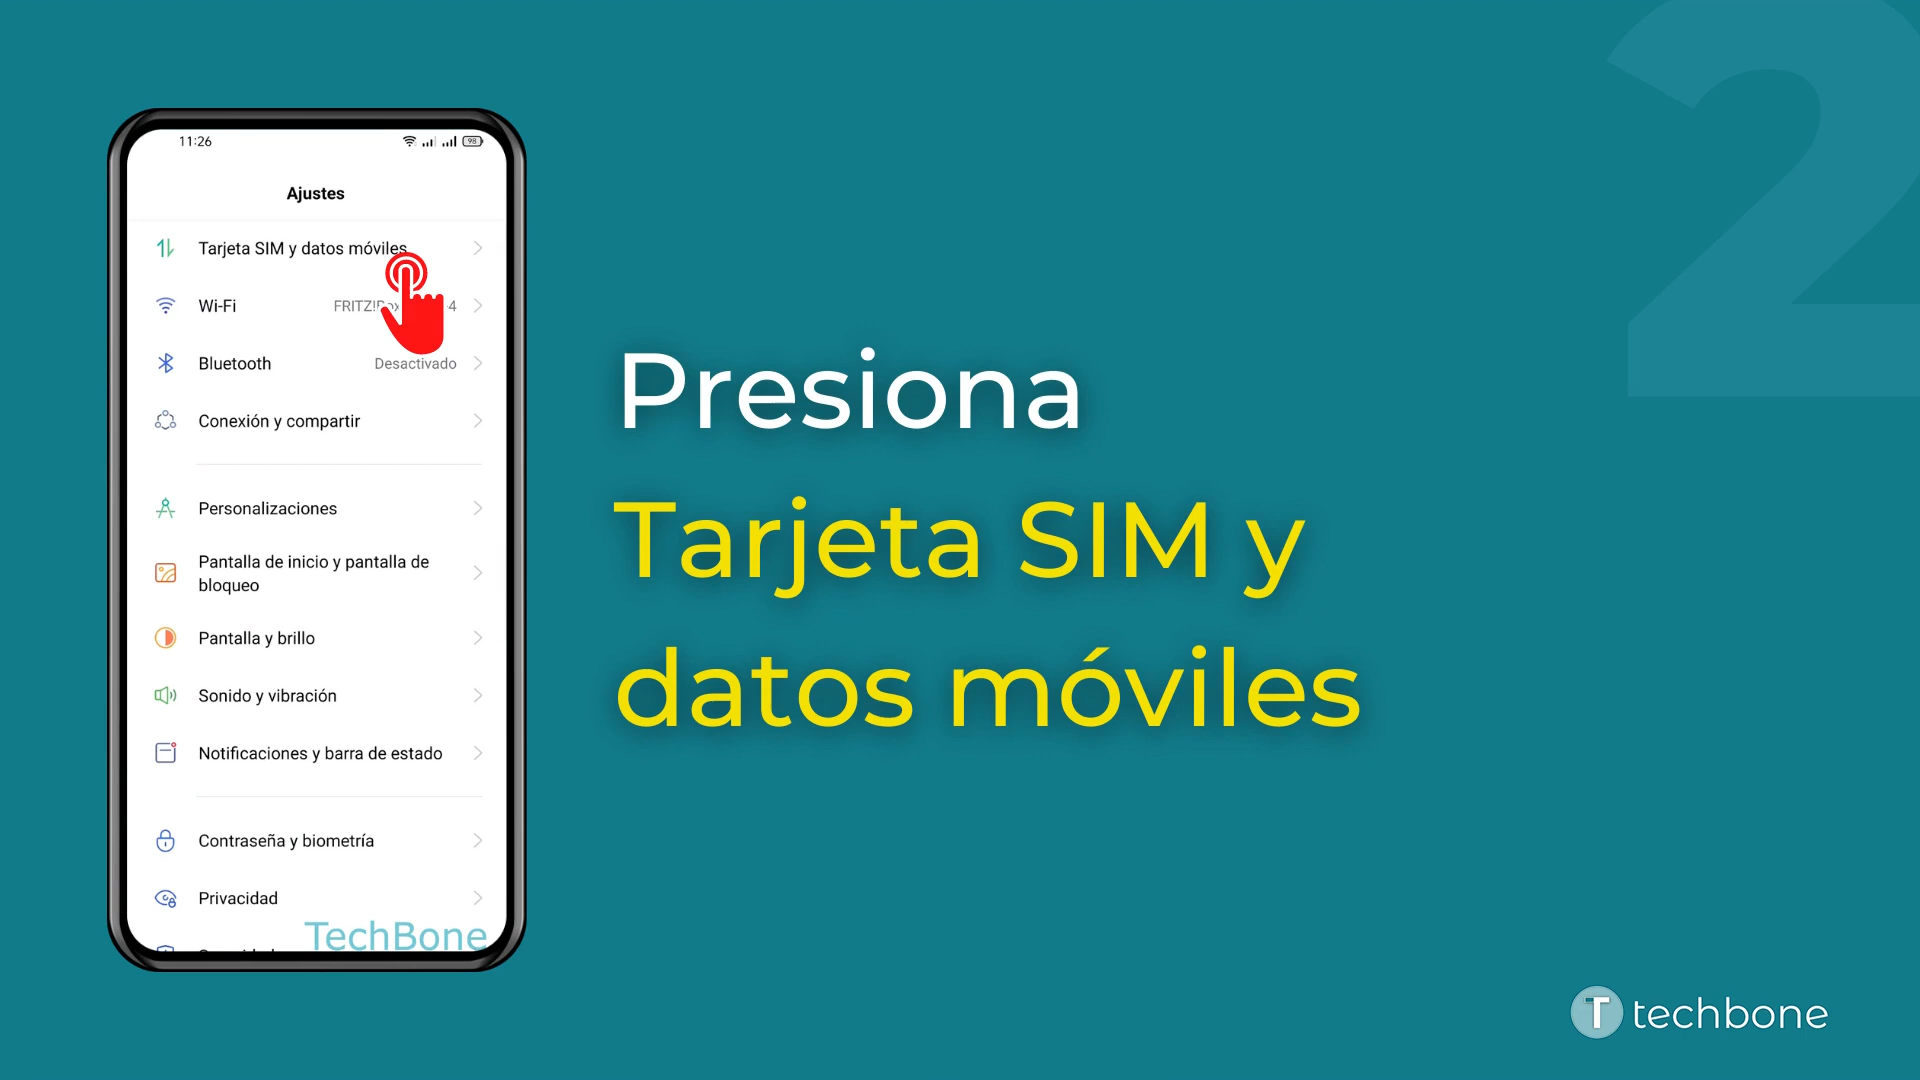 2
11:26
98
Ajustes
Tarjeta SIM y datos móviles
Wi-Fi
Bluetooth Desactivado
Conexión y compartir
Personalizaciones
Pantalla de inicio y pantalla de
bloqueo
Pantalla y brillo
Sonido y vibración
Notificaciones y barra de estado
Contraseña y biometría
Privacidad
TechBone
Presiona
Tarjeta SIM y
datos móviles
T techbone